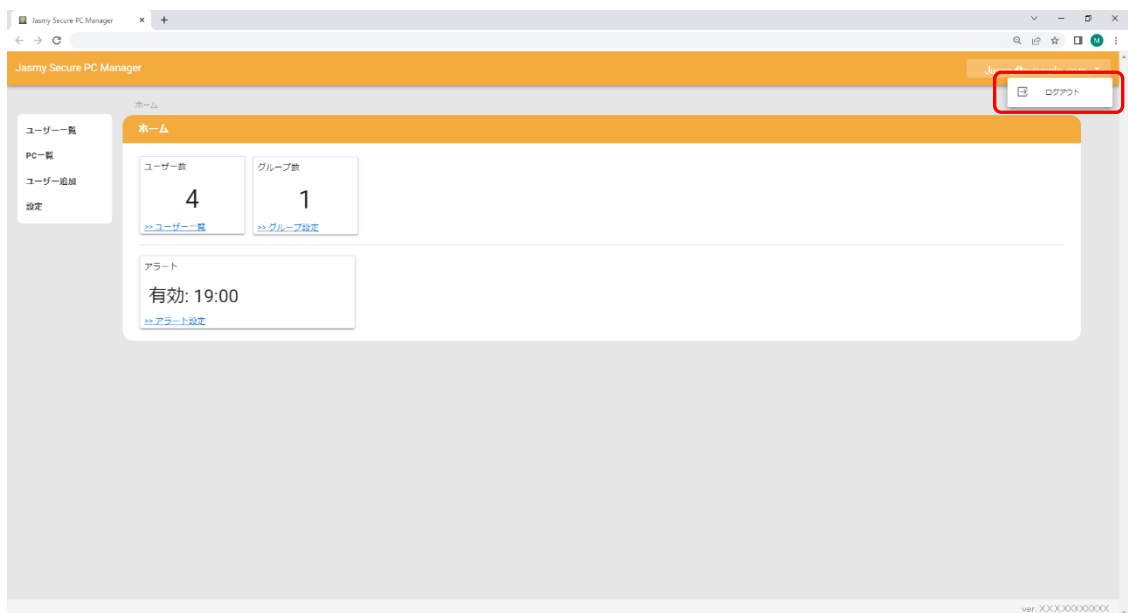 Jasmy Secure PC Manager
M
Jasmy Secure PC Manager
ログアウト
ホーム
ユーザー一覧
PC一覧
ユーザー追加
設定
ホーム
ユーザー数
4
>> ユーザー一覧
グループ数
1
>> グループ設定
アラート
有効: 19:00
>> アラート設定
ver. X.X.X.XXXXXXXX